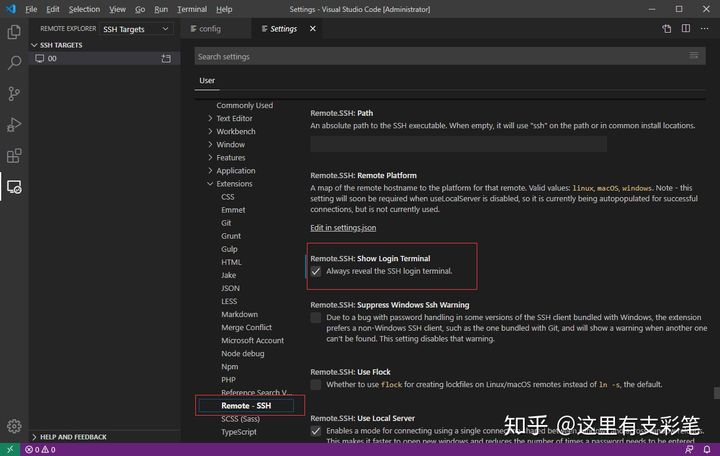 File Edit Selection View Go Run Terminal Help
Settings - Visual Studio Code [Administrator]
REMOTE EXPLORER
SSH Targets
config
Settings
SSH TARGETS
00
Search settings
User
Commonly Used
Text Editor
Workbench
Window
Features
Application
Extensions
CSS
Emmet
Git
Grunt
Gulp
HTML
Jake
JSON
LESS
Markdown
Merge Conflict
Microsoft Account
Node debug
Npm
PHP
Reference Search V...
Remote - SSH
SCSS (Sass)
TypeScript
Remote.SSH: Path
An absolute path to the SSH executable. When empty, it will use "ssh" on the path or in common install locations.
Remote.SSH: Remote Platform
A map of the remote hostname to the platform for that remote. Valid values: linux, macOS, windows. Note - this
setting will soon be required when useLocalServer is disabled, so it is currently being autopopulated for successful
connections, but is not currently used.
Edit in settings.json
Remote.SSH: Show Login Terminal
Always reveal the SSH login terminal.
Remote.SSH: Suppress Windows Ssh Warning
Due to a bug with password handling in some versions of the SSH client bundled with Windows, the extension
prefers a non-Windows SSH client, such as the one bundled with Git, and will show a warning when another one
can't be found. This setting disables that warning.
Remote.SSH: Use Flock
Whether to use flock for creating lockfiles on Linux/macOS remotes instead of ln -s, the default.
Remote.SSH: Use Local Server
Enables a mode for connecting using a single connection shared between
This makes it faster to open new windows and reduces the number of times a password needs to be entered
知乎 @这里有支彩笔
HELP AND FEEDBACK
0 0